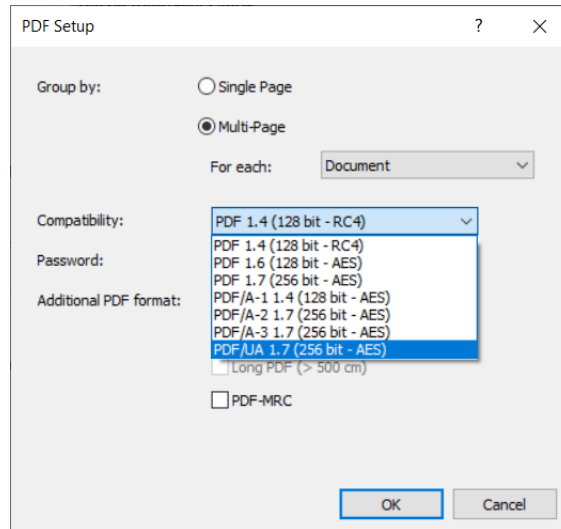 PDF Setup
?
Group by:
Single Page
Multi-Page
For each:
Document
Compatibility:
PDF 1.4 (128 bit - RC4)
PDF 1.4 (128 bit - RC4)
PDF 1.6 (128 bit - AES)
Password:
PDF 1.7 (256 bit - AES)
Additional PDF format:
PDF/A-1 1.4 (128 bit - AES)
PDF/A-2 1.7 (256 bit - AES)
PDF/A-3 1.7 (256 bit - AES)
PDF/UA 1.7 (256 bit - AES)
Long PDF (> 500 cm)
PDF-MRC
OK
Cancel